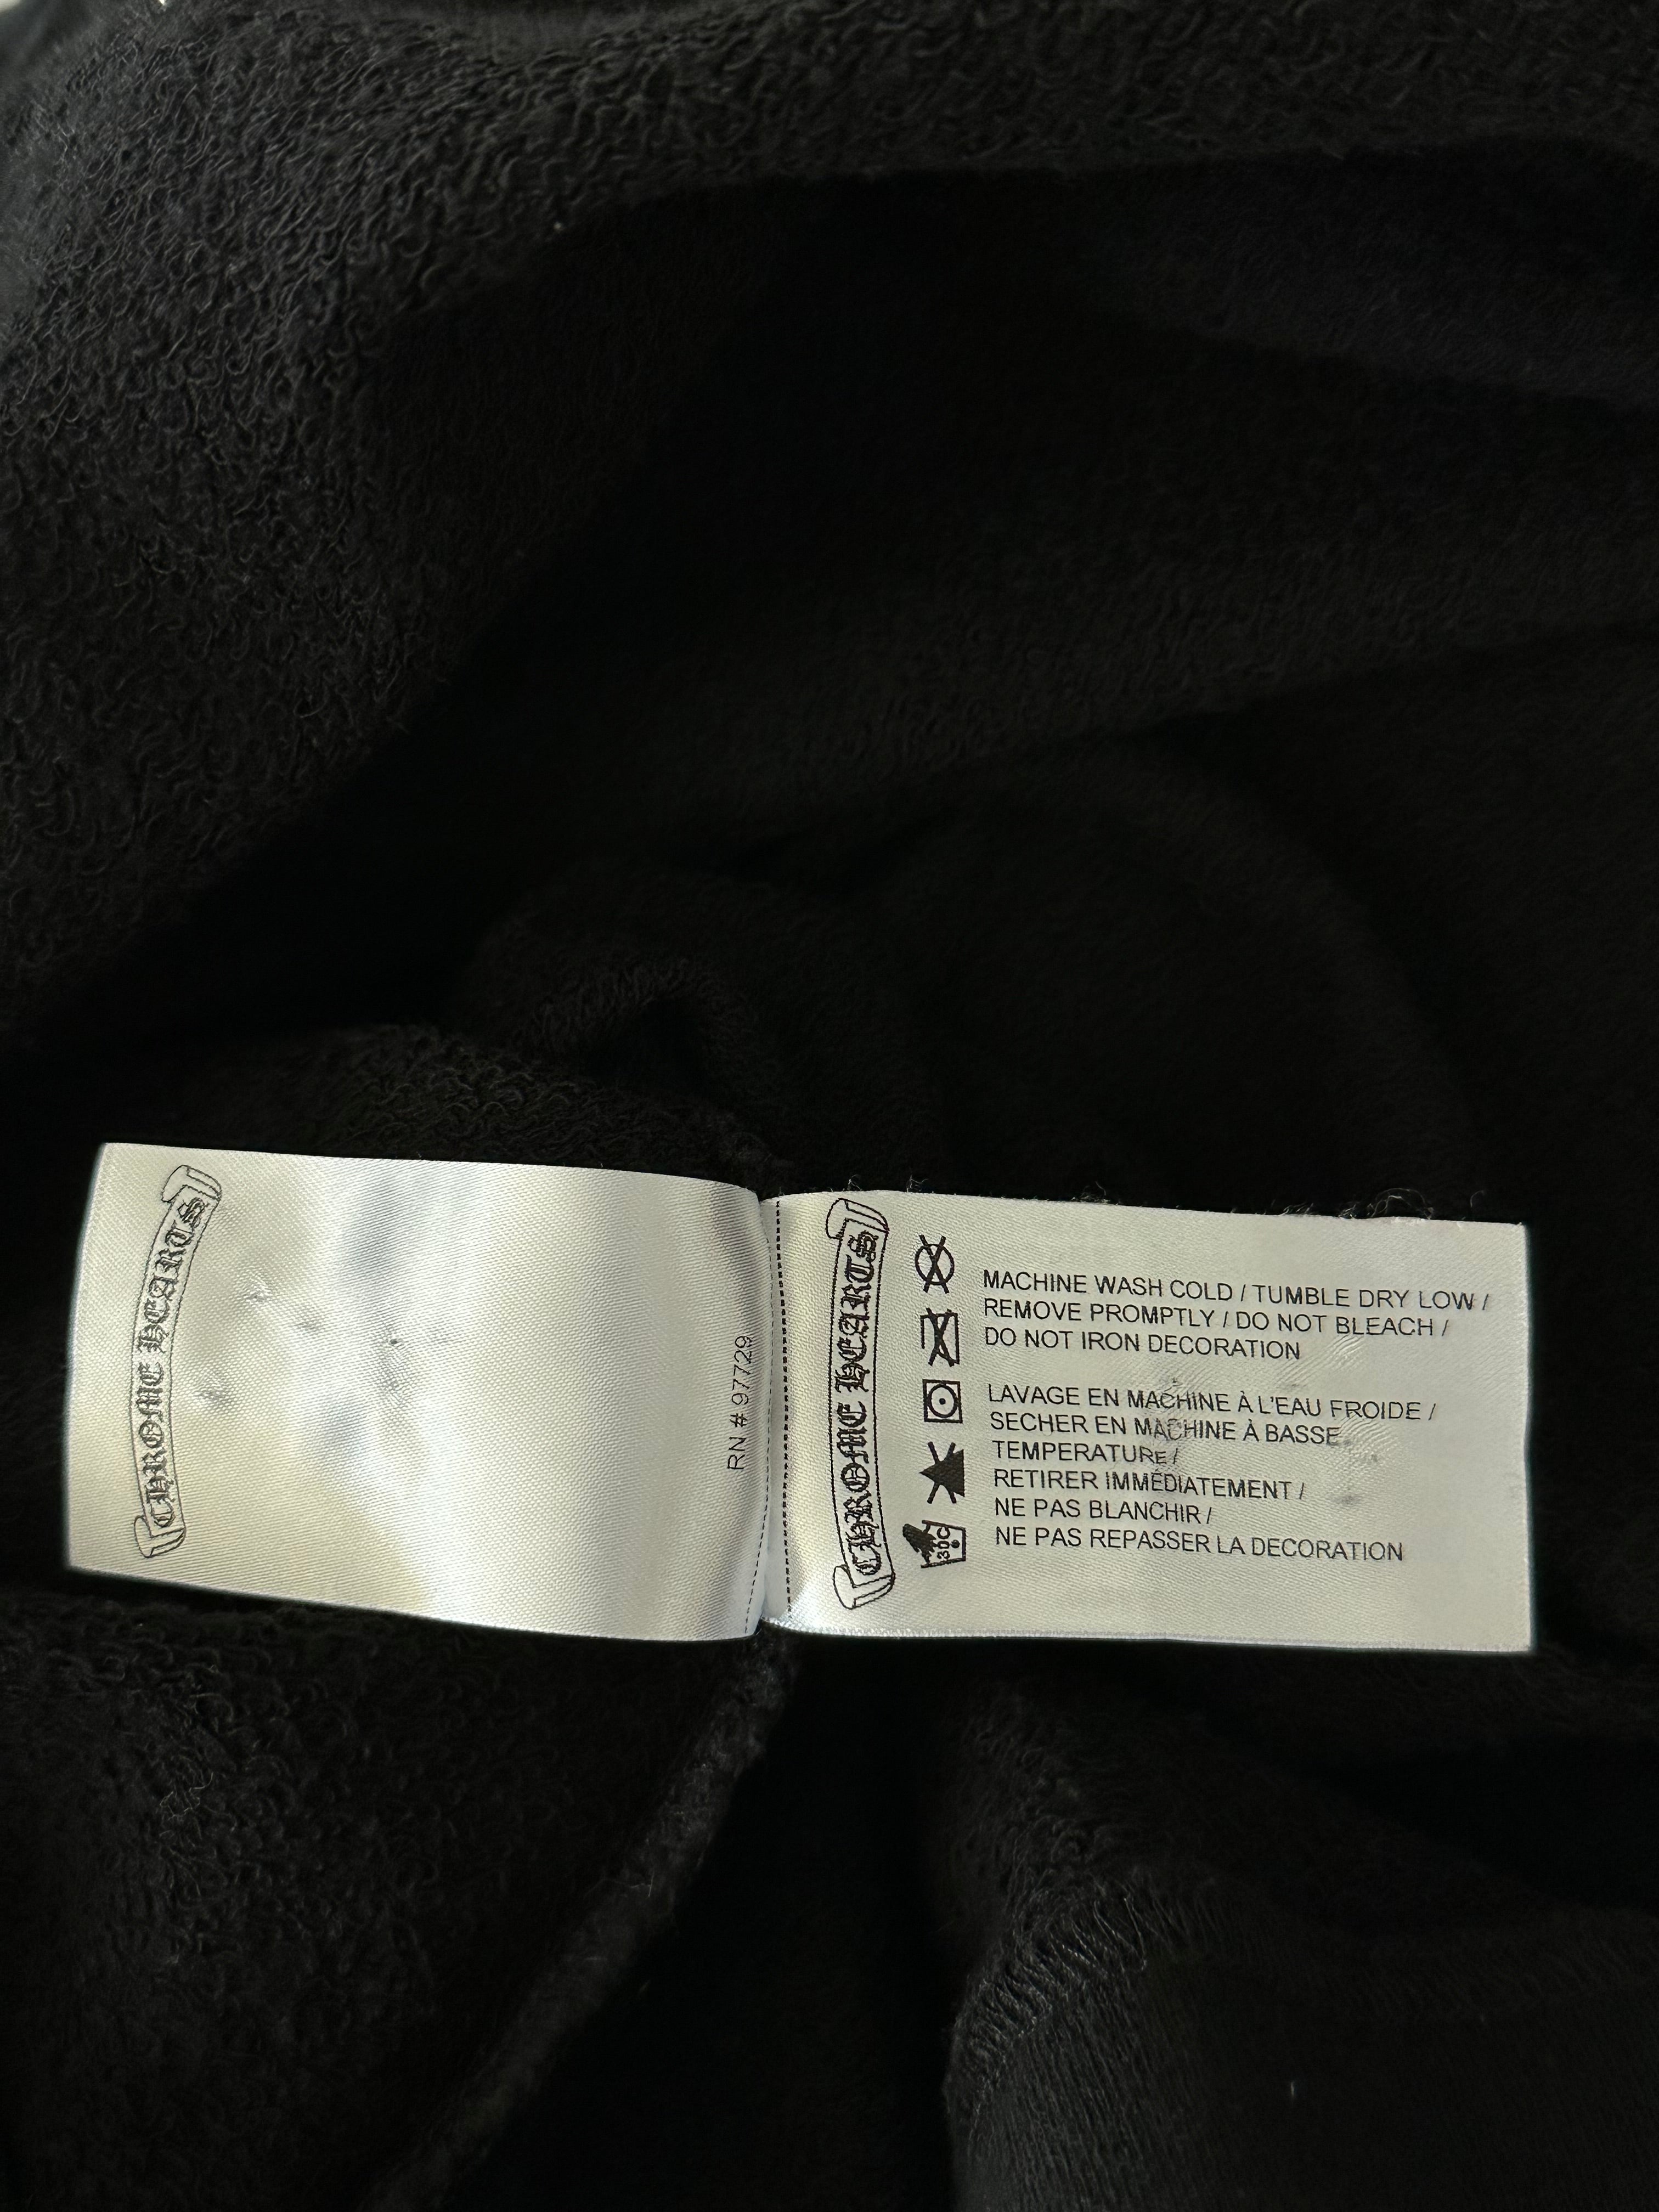 CHROME HEARTS
RN # 97729
CHROME HEARTS
MACHINE WASH COLD / TUMBLE DRY LOW /
REMOVE PROMPTLY / DO NOT BLEACH /
DO NOT IRON DECORATION
LAVAGE EN MACHINE À L'EAU FROIDE /
SECHER EN MACHINE À BASSE
TEMPERATURE /
RETIRER IMMÉDIATEMENT /
NE PAS BLANCHIR /
NE PAS REPASSER LA DECORATION
30C